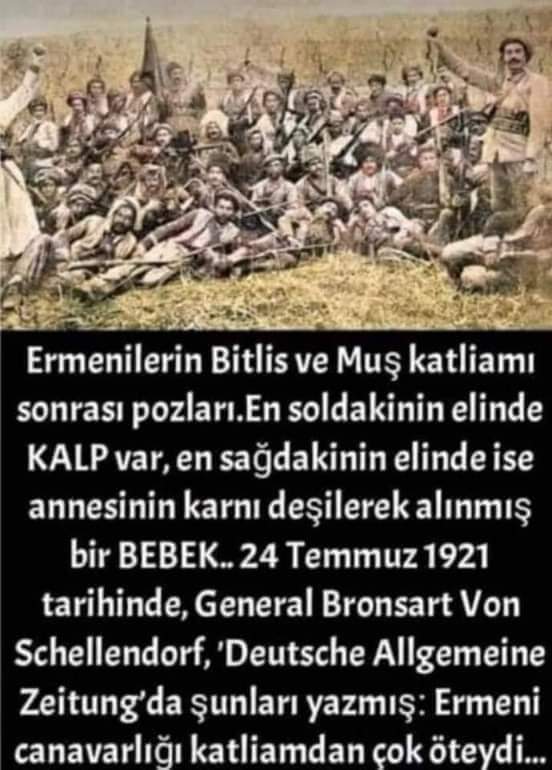 Ermenilerin Bitlis ve Muş katliamı
sonrası pozları.En soldakinin elinde
KALP var, en sağdakinin elinde ise
annesinin karnı deşilerek alınmış
bir BEBEK.. 24 Temmuz 1921
tarihinde, General Bronsart Von
Schellendorf, 'Deutsche Allgemeine
Zeitung'da şunları yazmış: Ermeni
canavarlığı katliamdan çok öteydi...